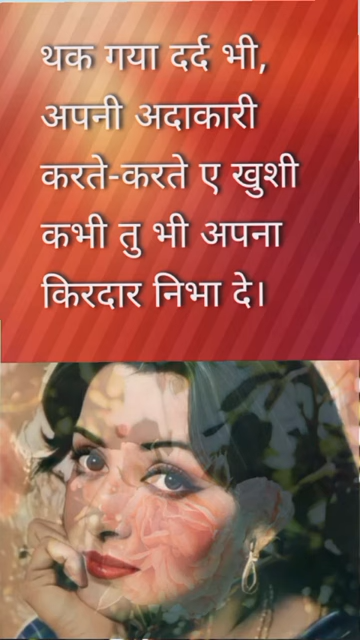 थक गया दर्द भी,
अपनी अदाकारी
करते-करते ए खुशी
कभी तु भी अपना
किरदार निभा दे।